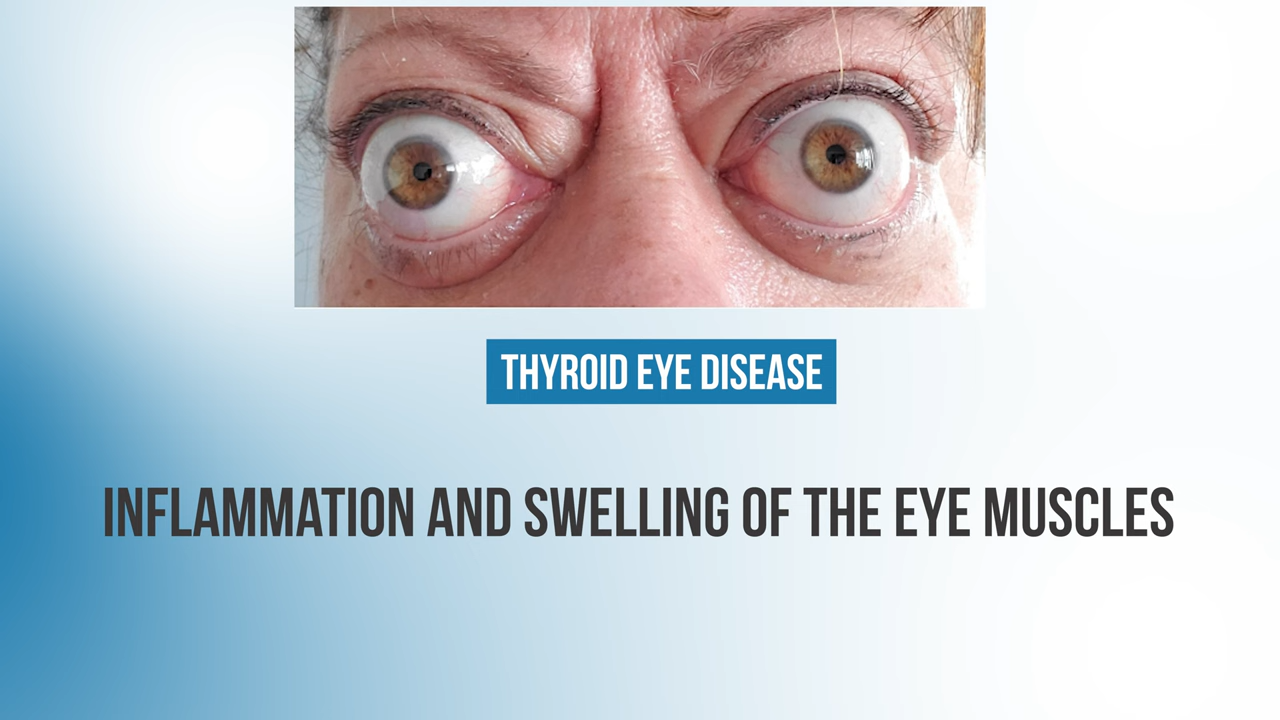 THYROID EYE DISEASE
INFLAMMATION AND SWELLING OF THE EYE MUSCLES